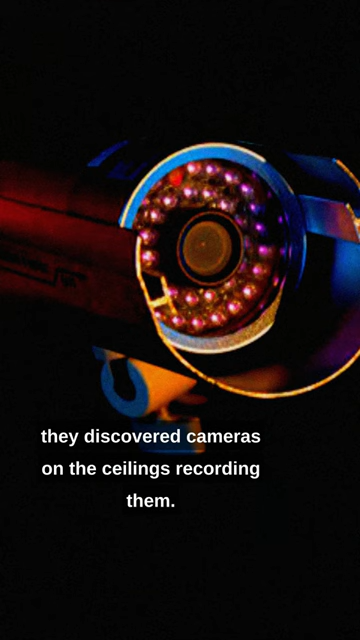 they discovered cameras
on the ceilings recording
them.